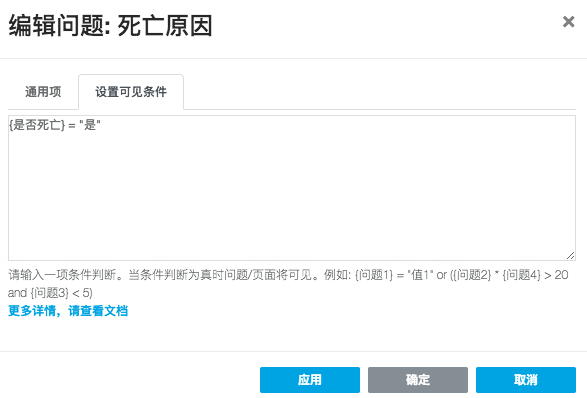 编辑问题: 死亡原因
×
通用项
设置可见条件
{是否死亡} = "是"
请输入一项条件判断。当条件判断为真时问题/页面将可见。例如: {问题1} = "值1" or ({问题2} * {问题4} > 20
and {问题3} < 5)
更多详情，请查看文档
应用
确定
取消